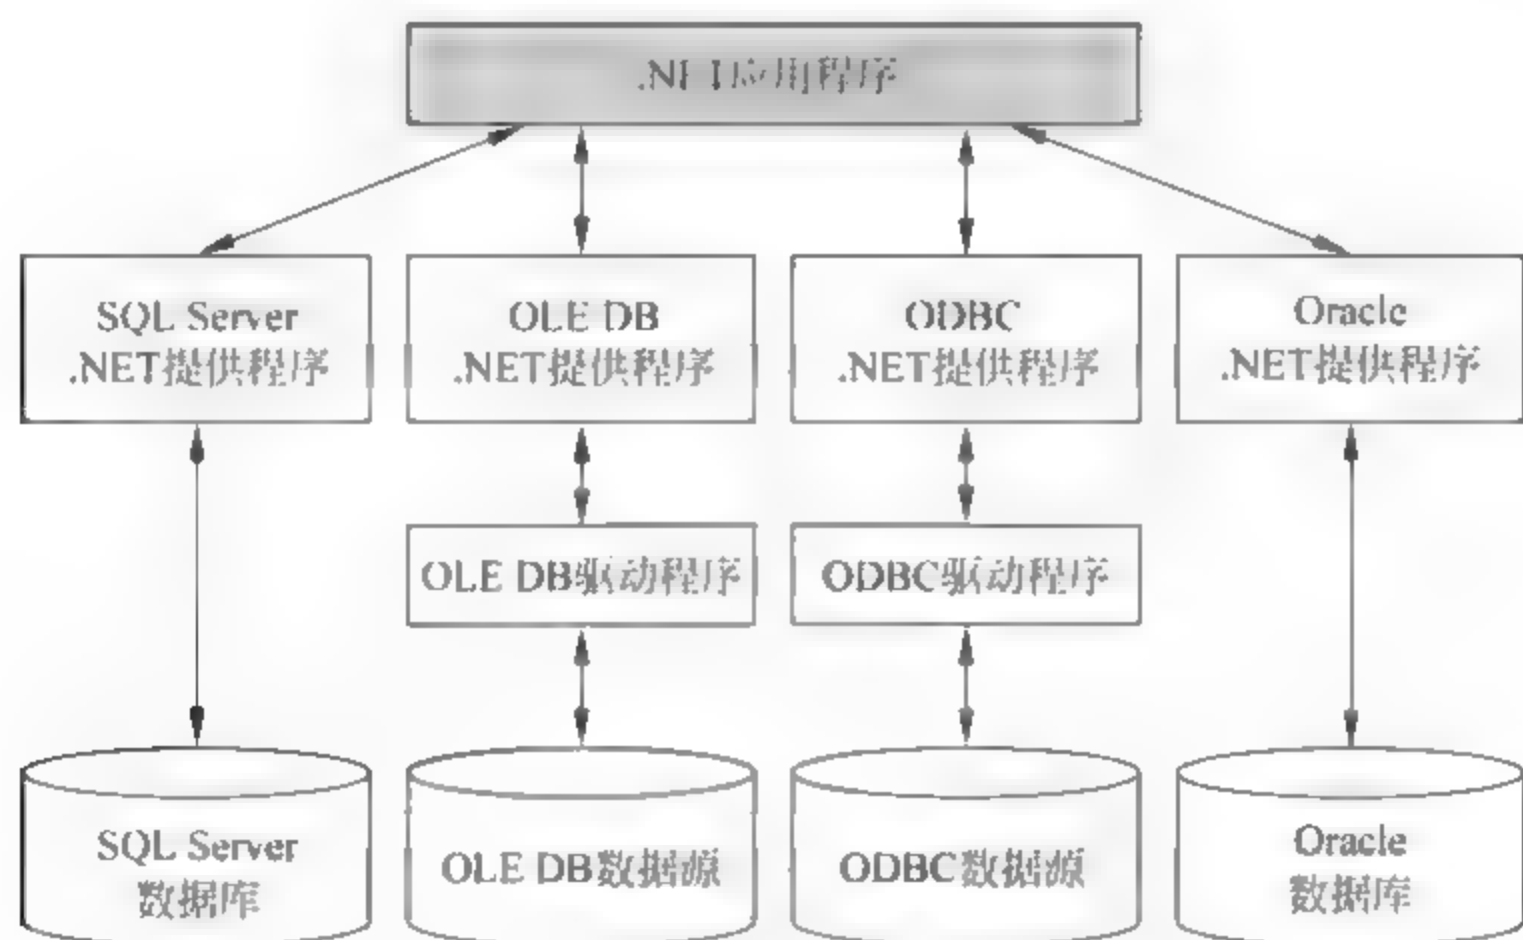 .NET应用程序
SQL Server
.NET提供程序
OLE DB
.NET提供程序
ODBC
.NET提供程序
Oracle
.NET提供程序
OLE DB驱动程序
ODBC驱动程序
SQL Server
数据库
OLE DB数据源
ODBC数据源
Oracle
数据库